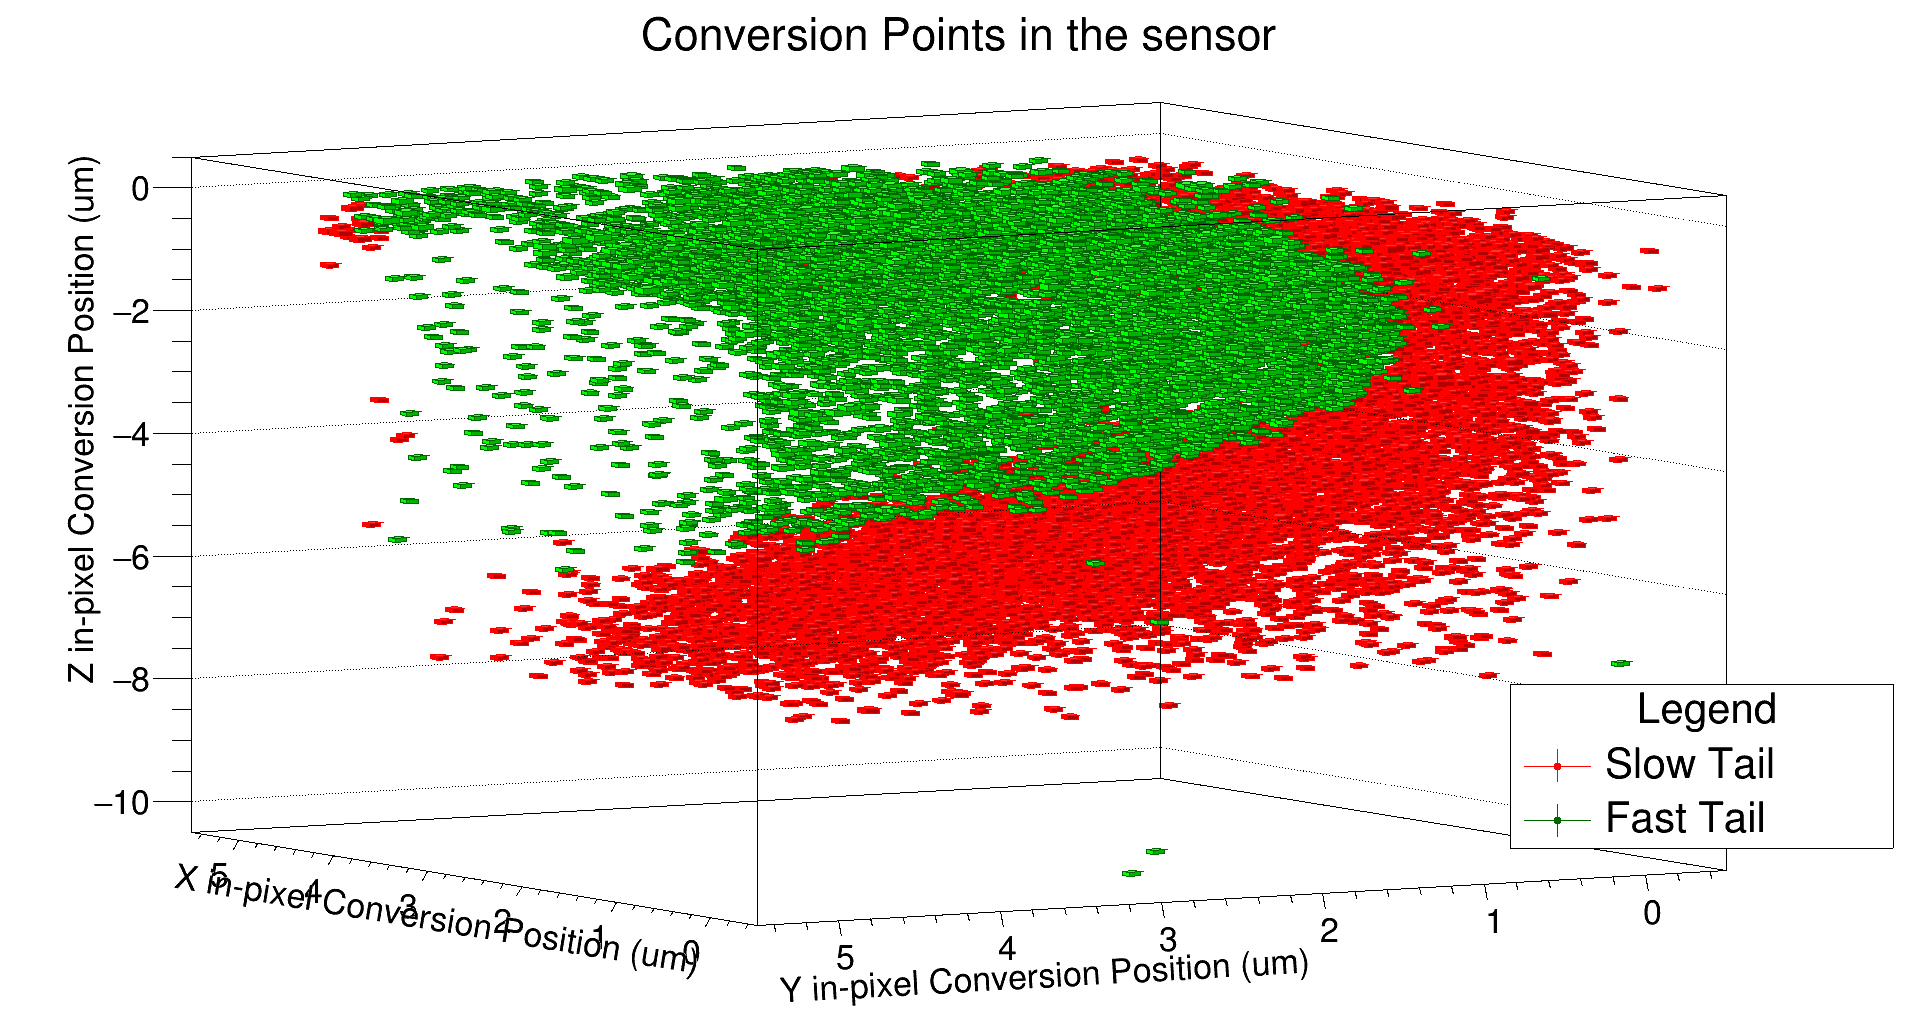 Conversion Points in the sensor
Z in-pixel Conversion Position (um)
0
−2
−4
−6
−8
−10
5
4
3
2
1
0
X in-pixel Conversion Position (um)
5
4
3
2
1
0
Y in-pixel Conversion Position (um)
Legend
Slow Tail
Fast Tail